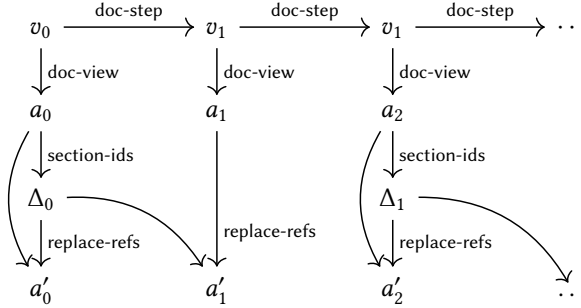 doc-step doc-step doc-step
v₀ v₁ v₁ ··
doc-view doc-view doc-view
a₀ a₁ a₂
section-ids section-ids
Δ₀ Δ₁
replace-refs replace-refs replace-refs
a′₀ a′₁ a′₂ ··